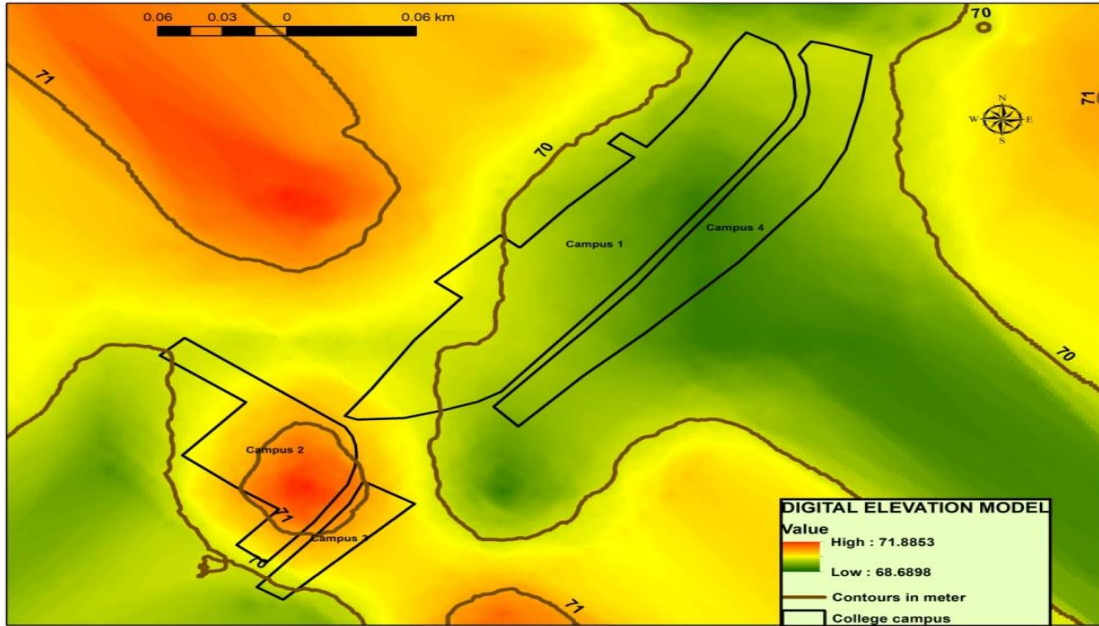 0.06 0.03 0 0.06 km
70
71
71
N
W E
S
70
Campus 4
Campus 1
70
Campus 2
71
Campus 3
70
71
DIGITAL ELEVATION MODEL
Value
High : 71.8853
Low : 68.6898
Contours in meter
College campus